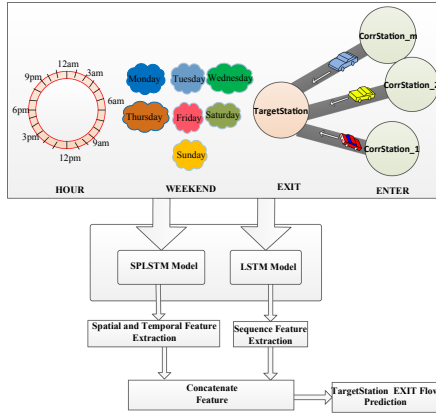 12am
3am
6am
9am
12pm
3pm
6pm
9pm
Monday
Tuesday
Wednesday
Thursday
Friday
Saturday
Sunday
TargetStation
CorrStation_m
CorrStation_2
CorrStation_1
HOUR
WEEKEND
EXIT
ENTER
SPLSTM Model
LSTM Model
Spatial and Temporal Feature
Extraction
Sequence Feature
Extraction
Concatenate
Feature
TargetStation EXIT Flow
Prediction